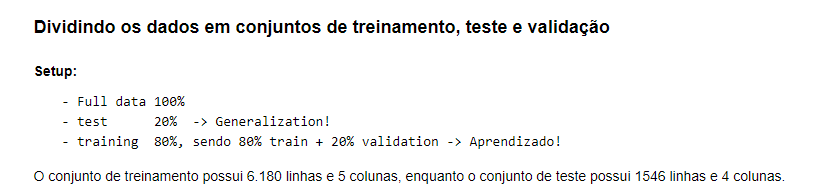 Dividindo os dados em conjuntos de treinamento, teste e validação
Setup:
- Full data 100%
- test 20% -> Generalization!
- training 80%, sendo 80% train + 20% validation -> Aprendizado!
O conjunto de treinamento possui 6.180 linhas e 5 colunas, enquanto o conjunto de teste possui 1546 linhas e 4 colunas.